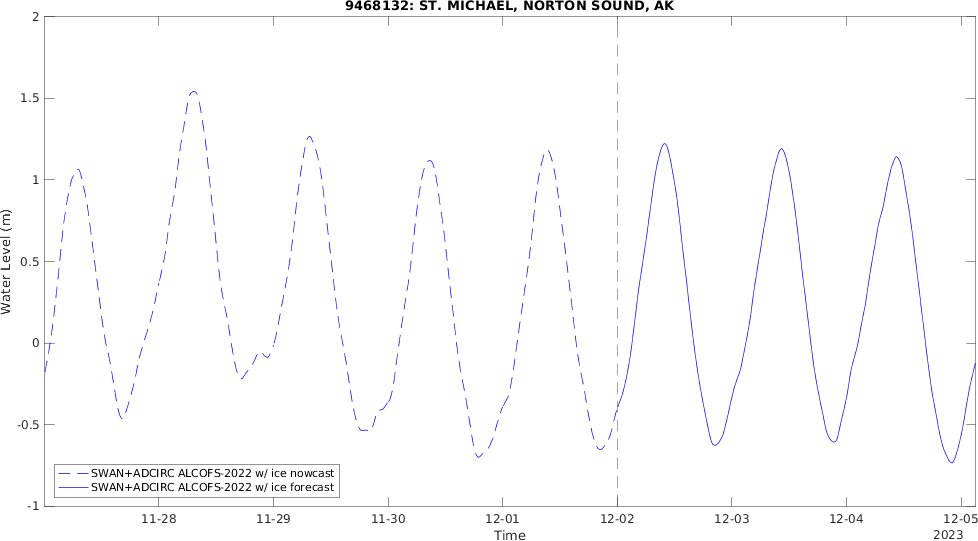 9468132: ST. MICHAEL, NORTON SOUND, AK
2
1.5
1
0.5
0
-0.5
-1
Water Level (m)
SWAN+ADCIRC ALCOFS-2022 w/ ice nowcast
SWAN+ADCIRC ALCOFS-2022 w/ ice forecast
11-28 11-29 11-30 12-01 12-02 12-03 12-04 12-05
Time
2023